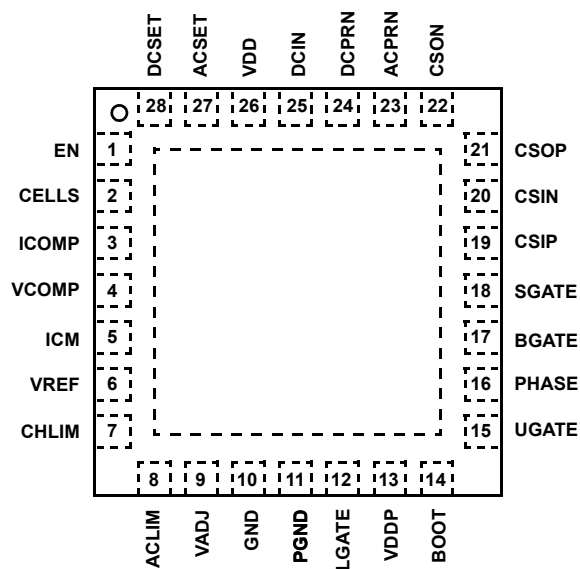 DCSET ACSET VDD DCIN DCPRN ACPRN CSON
28 27 26 25 24 23 22
EN 1 21 CSOP
CELLS 2 20 CSIN
ICOMP 3 19 CSIP
VCOMP 4 18 SGATE
ICM 5 17 BGATE
VREF 6 16 PHASE
CHLIM 7 15 UGATE
8 9 10 11 12 13 14
ACLIM VADJ GND PGND LGATE VDDP BOOT